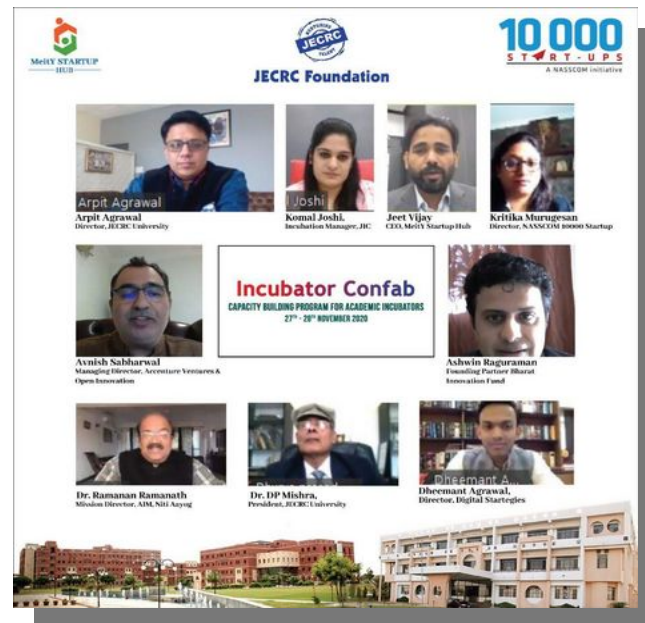 MeitY STARTUP
HUB
JECRC
JECRC Foundation
10 000
START-UPS
A NASSCOM initiative
Arpit Agrawal
Arpit Agrawal
Director, JECRC University
l Joshi
Komal Joshi,
Incubation Manager, JIC
Jeet Vijay
CEO, MeitY Startup Hub
Kritika Murugesan
Director, NASSCOM 10000 Startup
Avnish Sabharwal
Managing Director, Accenture Ventures &
Open Innovation
Incubator Confab
CAPACITY BUILDING PROGRAM FOR ACADEMIC INCUBATORS
27TH - 28TH NOVEMBER 2020
Ashwin Raguraman
Founding Partner Bharat
Innovation Fund
Dr. Ramanan Ramanath
Mission Director, AIM, Niti Aayog
Dr. DP Mishra,
President, JECRC University
Dheemant A...
Dheemant Agrawal,
Director, Digital Startegies